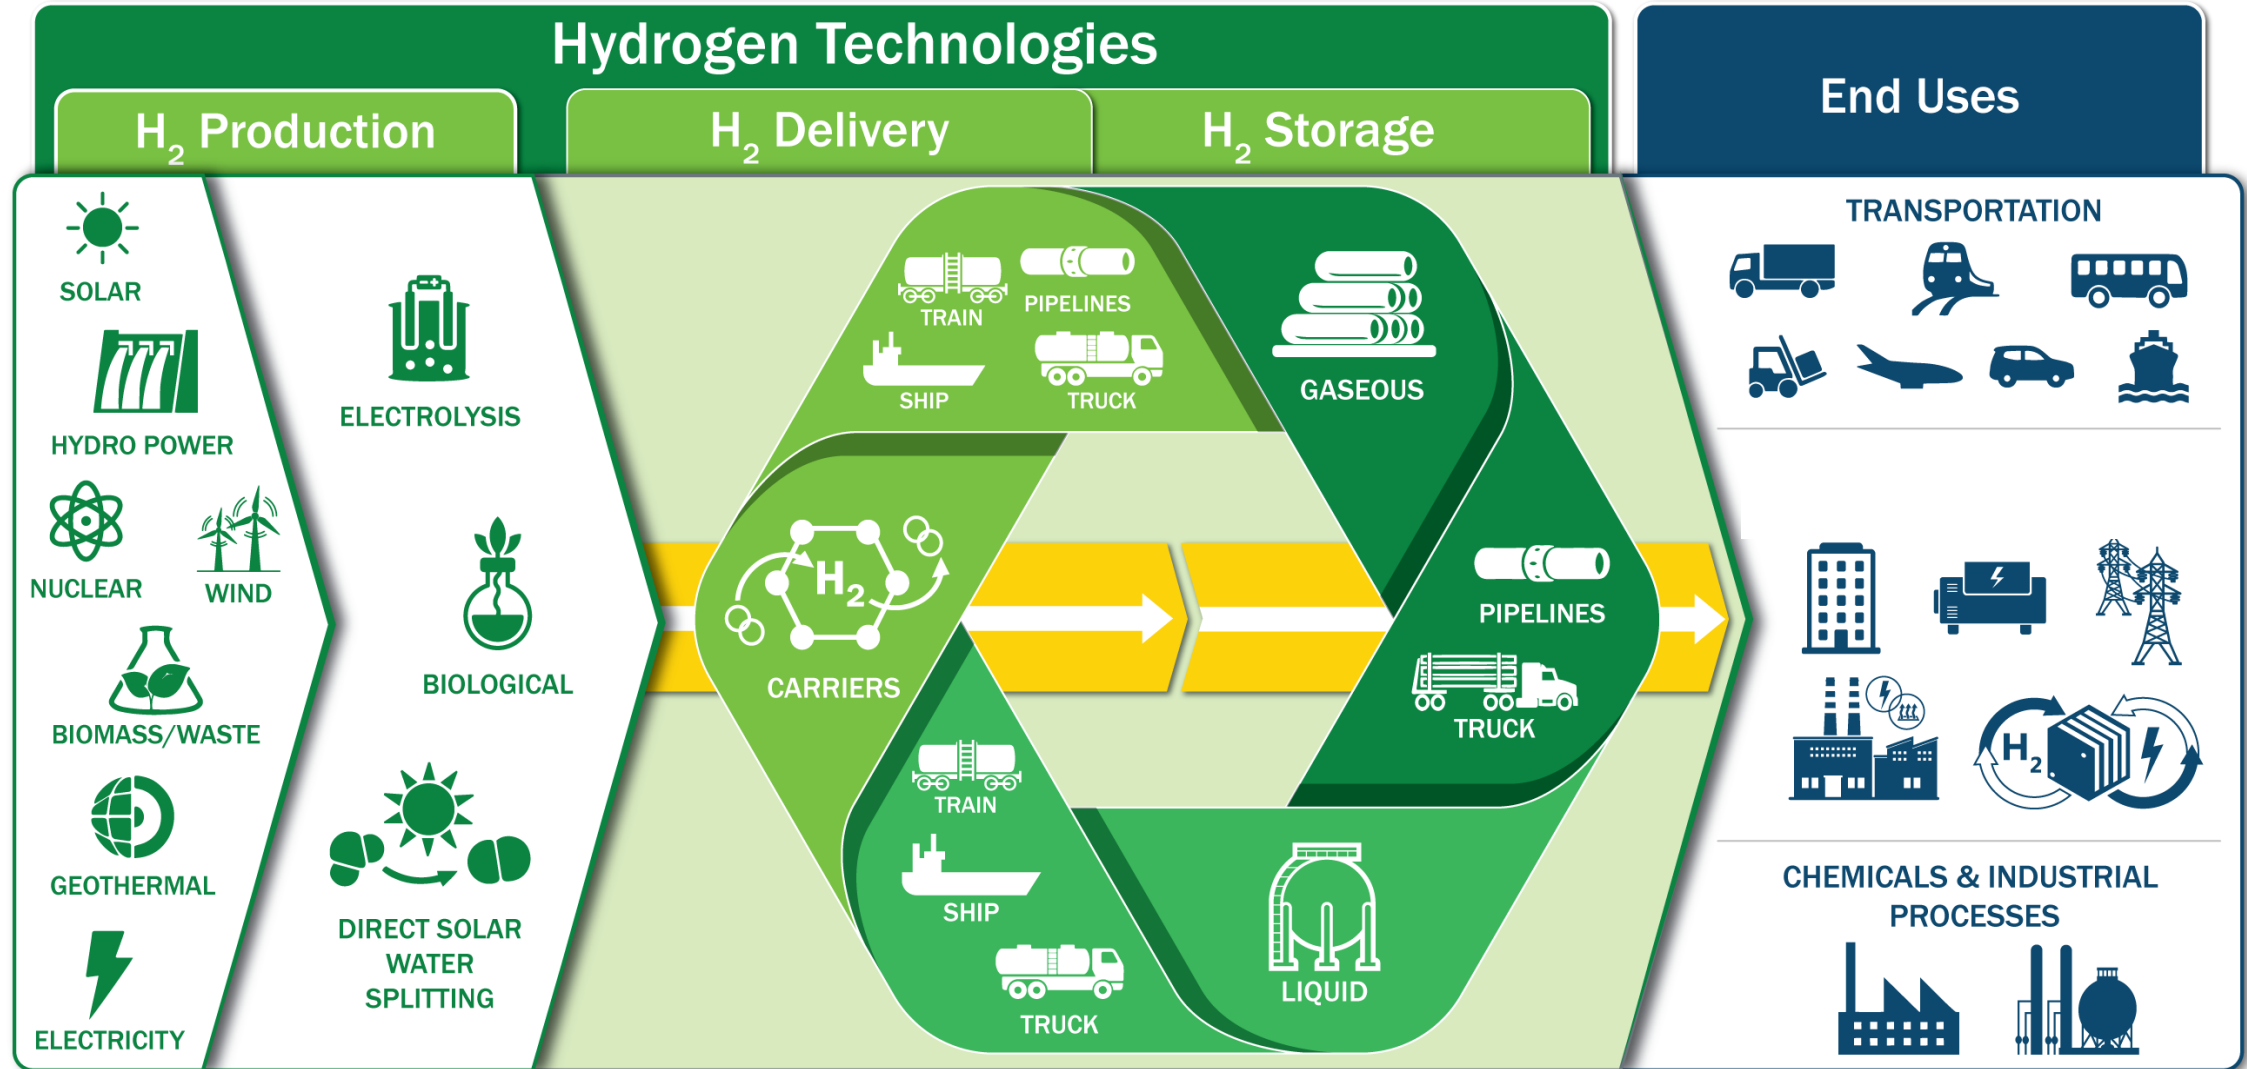 Hydrogen Technologies
End Uses
H2 Production
H2 Delivery
H2 Storage
SOLAR
HYDRO POWER
NUCLEAR
WIND
BIOMASS/WASTE
GEOTHERMAL
ELECTRICITY
ELECTROLYSIS
BIOLOGICAL
DIRECT SOLAR
WATER
SPLITTING
TRAIN
PIPELINES
SHIP
TRUCK
GASEOUS
H2
CARRIERS
PIPELINES
TRUCK
TRAIN
SHIP
TRUCK
LIQUID
TRANSPORTATION
H2
CHEMICALS & INDUSTRIAL
PROCESSES